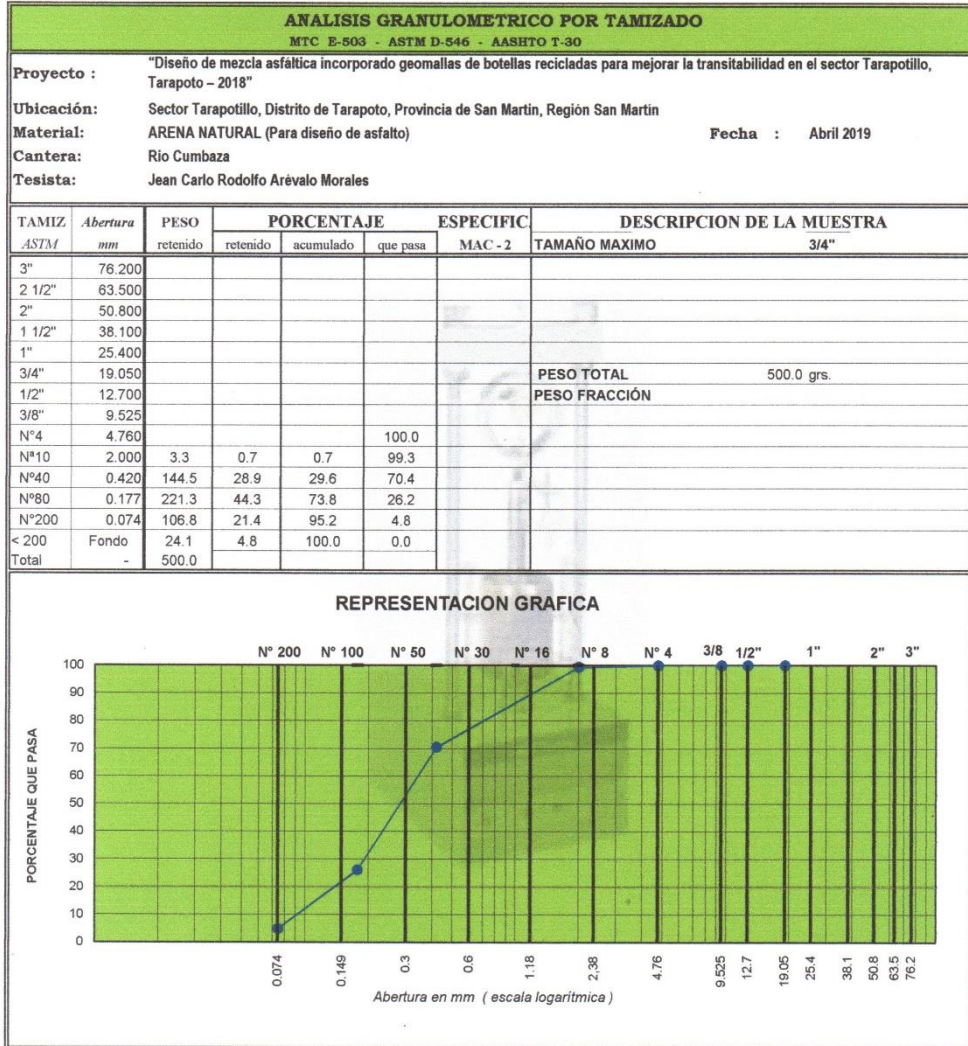 ANALISIS GRANULOMETRICO POR TAMIZADO
MTC E-503 - ASTM D-546 - AASHTO T-30
Proyecto : "Diseño de mezcla asfáltica incorporado geomallas de botellas recicladas para mejorar la transitabilidad en el sector Tarapotillo,
Tarapoto – 2018"
Ubicación: Sector Tarapotillo, Distrito de Tarapoto, Provincia de San Martin, Región San Martín
Material: ARENA NATURAL (Para diseño de asfalto) Fecha : Abril 2019
Cantera: Rio Cumbaza
Tesista: Jean Carlo Rodolfo Arévalo Morales
TAMIZ Abertura PESO PORCENTAJE ESPECIFIC. DESCRIPCION DE LA MUESTRA
ASTM mm retenido retenido acumulado que pasa MAC - 2 TAMAÑO MAXIMO 3/4"
3" 76.200
2 1/2" 63.500
2" 50.800
1 1/2" 38.100
1" 25.400
3/4" 19.050 PESO TOTAL 500.0 grs.
1/2" 12.700 PESO FRACCIÓN
3/8" 9.525
N°4 4.760 100.0
Nª10 2.000 3.3 0.7 0.7 99.3
Nº40 0.420 144.5 28.9 29.6 70.4
Nº80 0.177 221.3 44.3 73.8 26.2
N°200 0.074 106.8 21.4 95.2 4.8
< 200 Fondo 24.1 4.8 100.0 0.0
Total - 500.0
REPRESENTACION GRAFICA
N° 200 N° 100 N° 50 N° 30 N° 16 N° 8 N° 4 3/8 1/2" 1" 2" 3"
100
90
80
70
60
50
40
30
20
10
0
PORCENTAJE QUE PASA
0.074 0.149 0.3 0.6 1.18 2,38 4.76 9.525 12.7 19.05 25.4 38.1 50.8 63.5 76.2
Abertura en mm ( escala logarítmica )